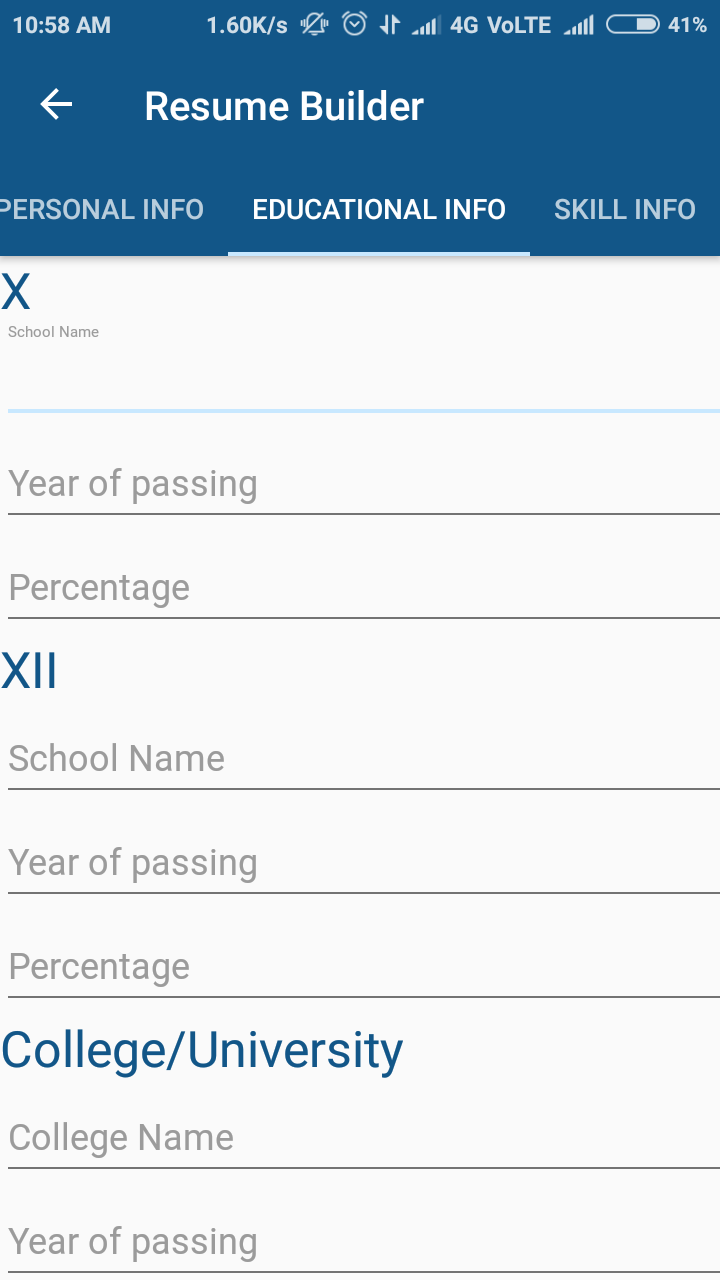 10:58 AM 1.60K/s 4G VoLTE 41%
Resume Builder
PERSONAL INFO EDUCATIONAL INFO SKILL INFO
X
School Name
Year of passing
Percentage
XII
School Name
Year of passing
Percentage
College/University
College Name
Year of passing